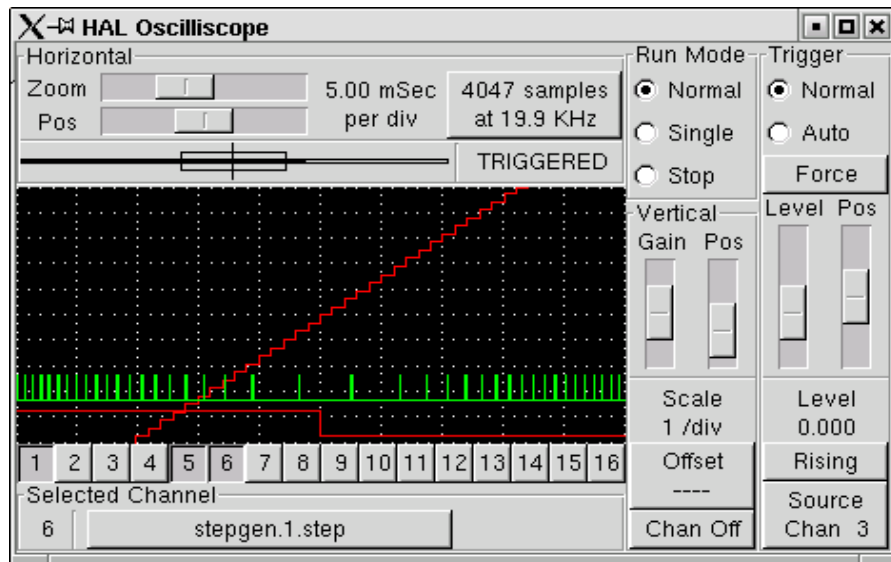 HAL Oscilliscope
Horizontal
Zoom
Pos
5.00 mSec
per div
4047 samples
at 19.9 KHz
TRIGGERED
Run Mode
Normal
Single
Stop
Trigger
Normal
Auto
Force
Level Pos
Vertical
Gain Pos
Scale
1 /div
Offset
----
Chan Off
Level
0.000
Rising
Source
Chan 3
1 2 3 4 5 6 7 8 9 10 11 12 13 14 15 16
Selected Channel
6 stepgen.1.step